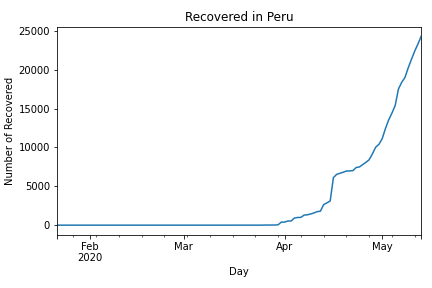 Recovered in Peru
25000
20000
15000
10000
5000
0
Number of Recovered
Feb
2020
Mar
Apr
May
Day